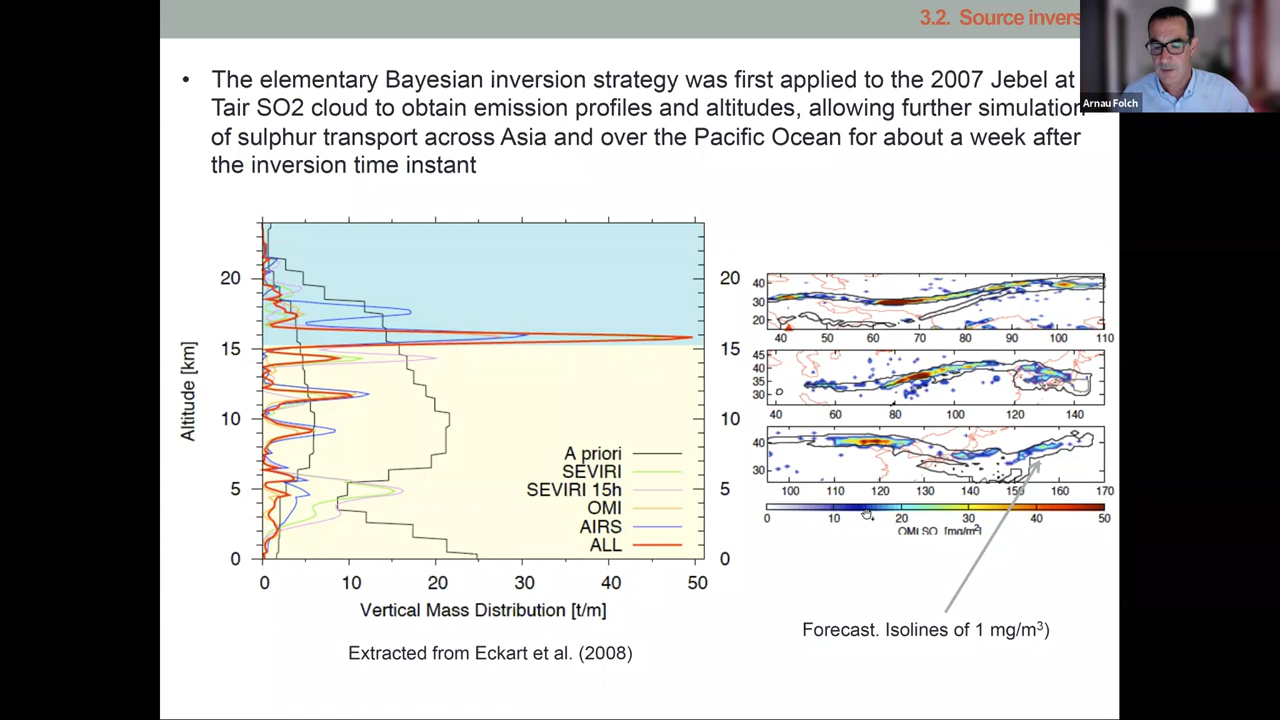 3.2. Source invers
Arnau Folch
• The elementary Bayesian inversion strategy was first applied to the 2007 Jebel at
Tair SO2 cloud to obtain emission profiles and altitudes, allowing further simulation
of sulphur transport across Asia and over the Pacific Ocean for about a week after
the inversion time instant
Altitude [km]
20
15
10
5
0
20
15
10
5
0
A priori
SEVIRI
SEVIRI 15h
OMI
AIRS
ALL
0 10 20 30 40 50
Vertical Mass Distribution [t/m]
Extracted from Eckart et al. (2008)
40
30
20
40 50 60 70 80 90 100 110
45
40
35
30
40 60 80 100 120 140
40
30
100 110 120 130 140 150 160 170
0 10 20 30 40 50
OMI SO [mg/m²]
Forecast. Isolines of 1 mg/m³)